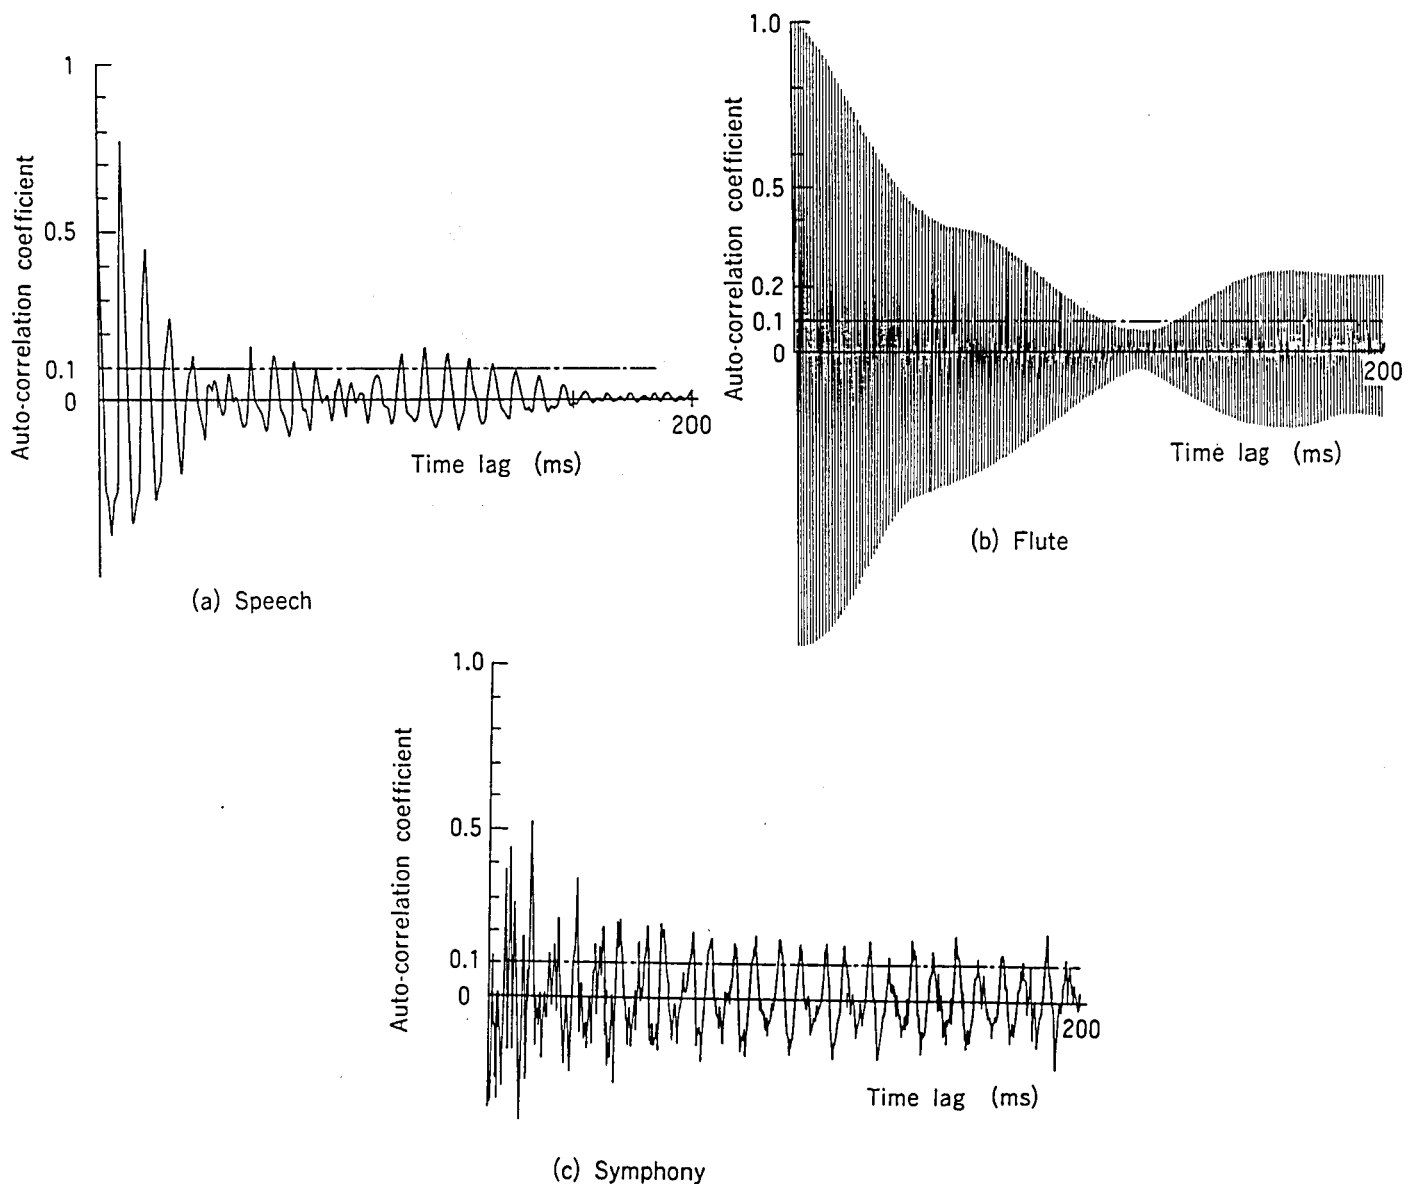 1
0.5
0.1
0
Auto-correlation coefficient
200
Time lag (ms)
(a) Speech
1.0
0.5
0.2
0.1
0
Auto-correlation coefficient
200
Time lag (ms)
(b) Flute
1.0
0.5
0.1
0
Auto-correlation coefficient
200
Time lag (ms)
(c) Symphony